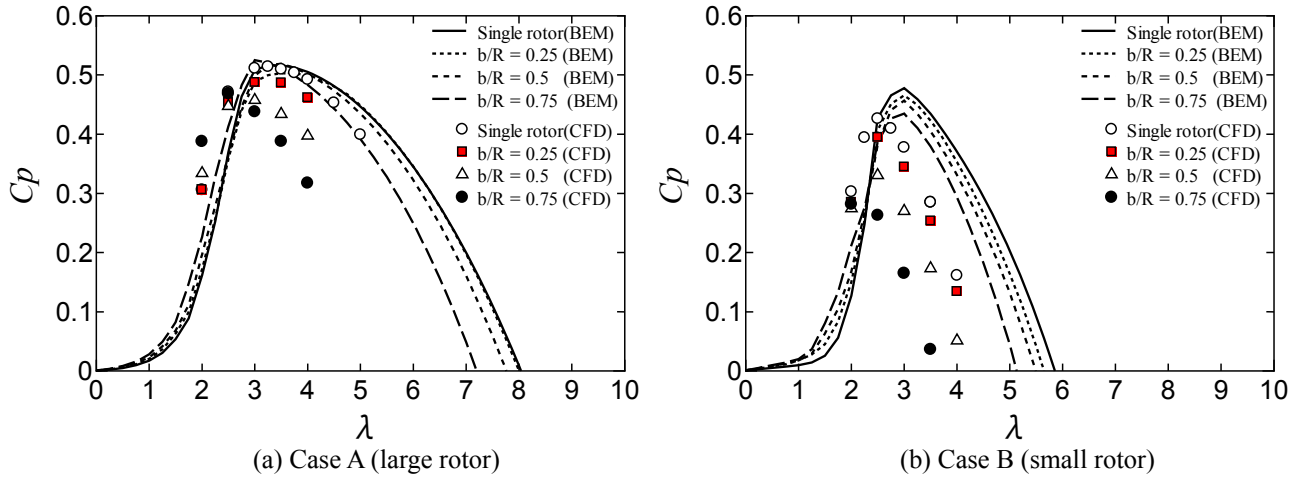 0.6
0.5
0.4
0.3
0.2
0.1
0
Cp
0 1 2 3 4 5 6 7 8 9 10
λ
Single rotor(BEM)
b/R = 0.25 (BEM)
b/R = 0.5 (BEM)
b/R = 0.75 (BEM)
Single rotor(CFD)
b/R = 0.25 (CFD)
b/R = 0.5 (CFD)
b/R = 0.75 (CFD)
(a) Case A (large rotor)
0.6
0.5
0.4
0.3
0.2
0.1
0
Cp
0 1 2 3 4 5 6 7 8 9 10
λ
Single rotor(BEM)
b/R = 0.25 (BEM)
b/R = 0.5 (BEM)
b/R = 0.75 (BEM)
Single rotor(CFD)
b/R = 0.25 (CFD)
b/R = 0.5 (CFD)
b/R = 0.75 (CFD)
(b) Case B (small rotor)